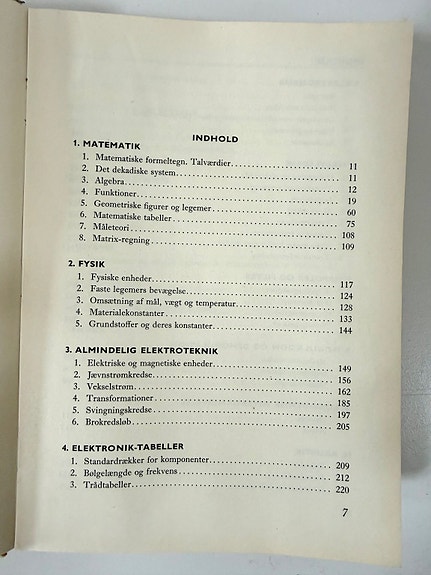 INDHOLD
1. MATEMATIK
1. Matematiske formeltegn. Talværdier 11
2. Det dekadiske system 11
3. Algebra 12
4. Funktioner 19
5. Geometriske figurer og legemer 60
6. Matematiske tabeller 75
7. Måleteori 108
8. Matrix-regning 109
2. FYSIK
1. Fysiske enheder 117
2. Faste legemers bevægelse 124
3. Omsætning af mål, vægt og temperatur 128
4. Materialekonstanter 133
5. Grundstoffer og deres konstanter 144
3. ALMINDELIG ELEKTROTEKNIK
1. Elektriske og magnetiske enheder 149
2. Jævnstrømkredse 156
3. Vekselstrøm 162
4. Transformationer 185
5. Svingningskredse 197
6. Brokredsløb 205
4. ELEKTRONIK-TABELLER
1. Standardrækker for komponenter 209
2. Bølgelængde og frekvens 212
3. Trådtabeller 220
7